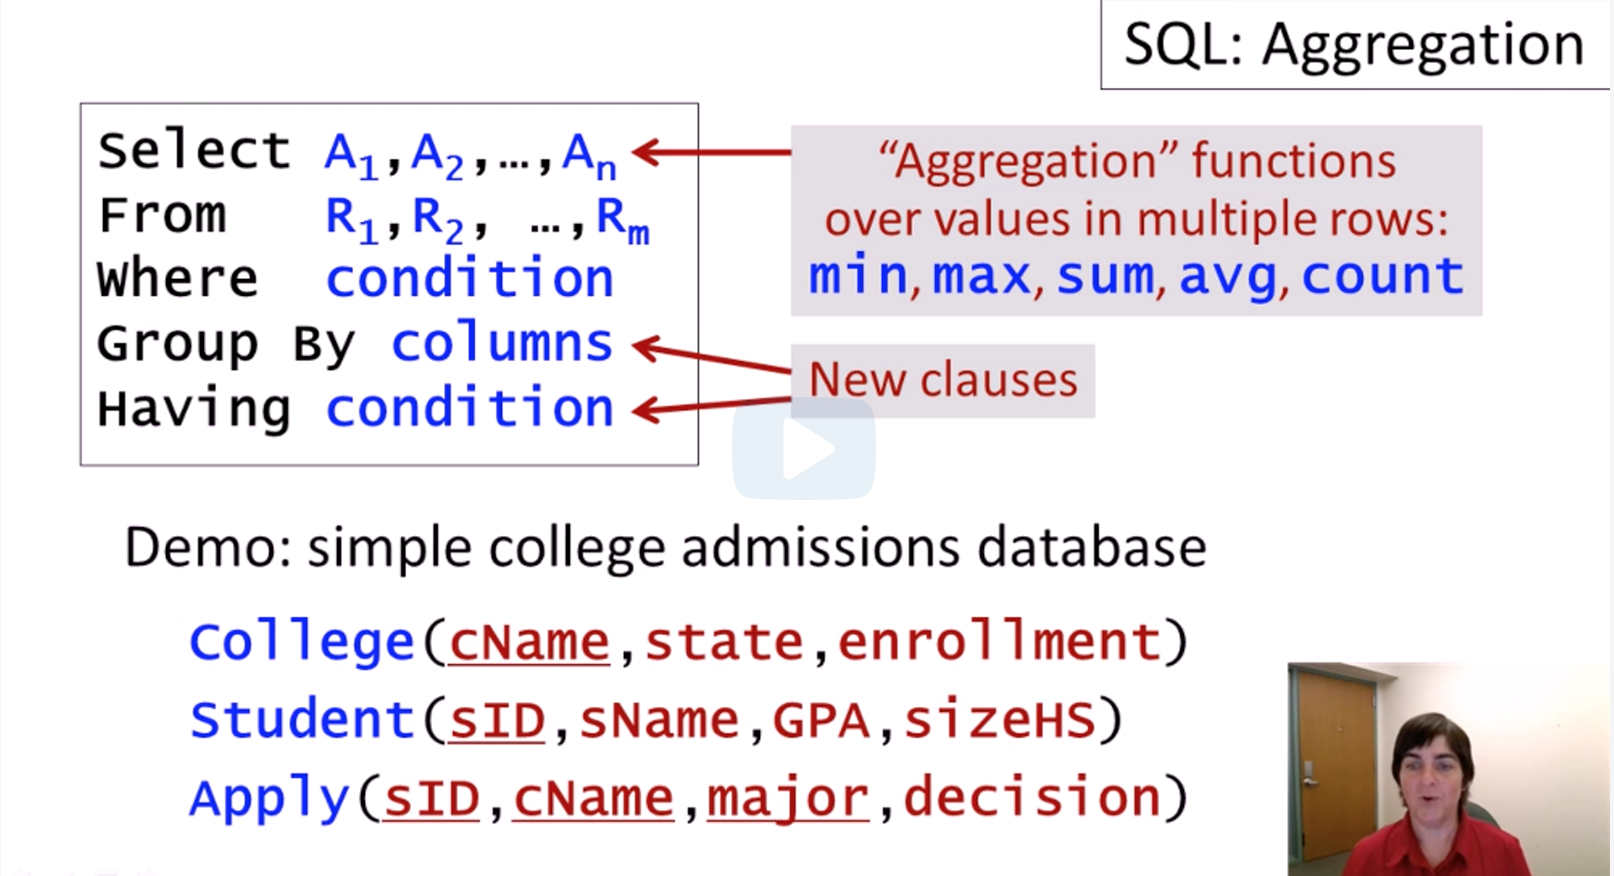 SQL: Aggregation
Select A1,A2,…,An
From R1,R2, …,Rm
Where condition
Group By columns
Having condition
“Aggregation” functions
over values in multiple rows:
min, max, sum, avg, count
New clauses
Demo: simple college admissions database
College(cName,state,enrollment)
Student(sID,sName,GPA,sizeHS)
Apply(sID,cName,major,decision)